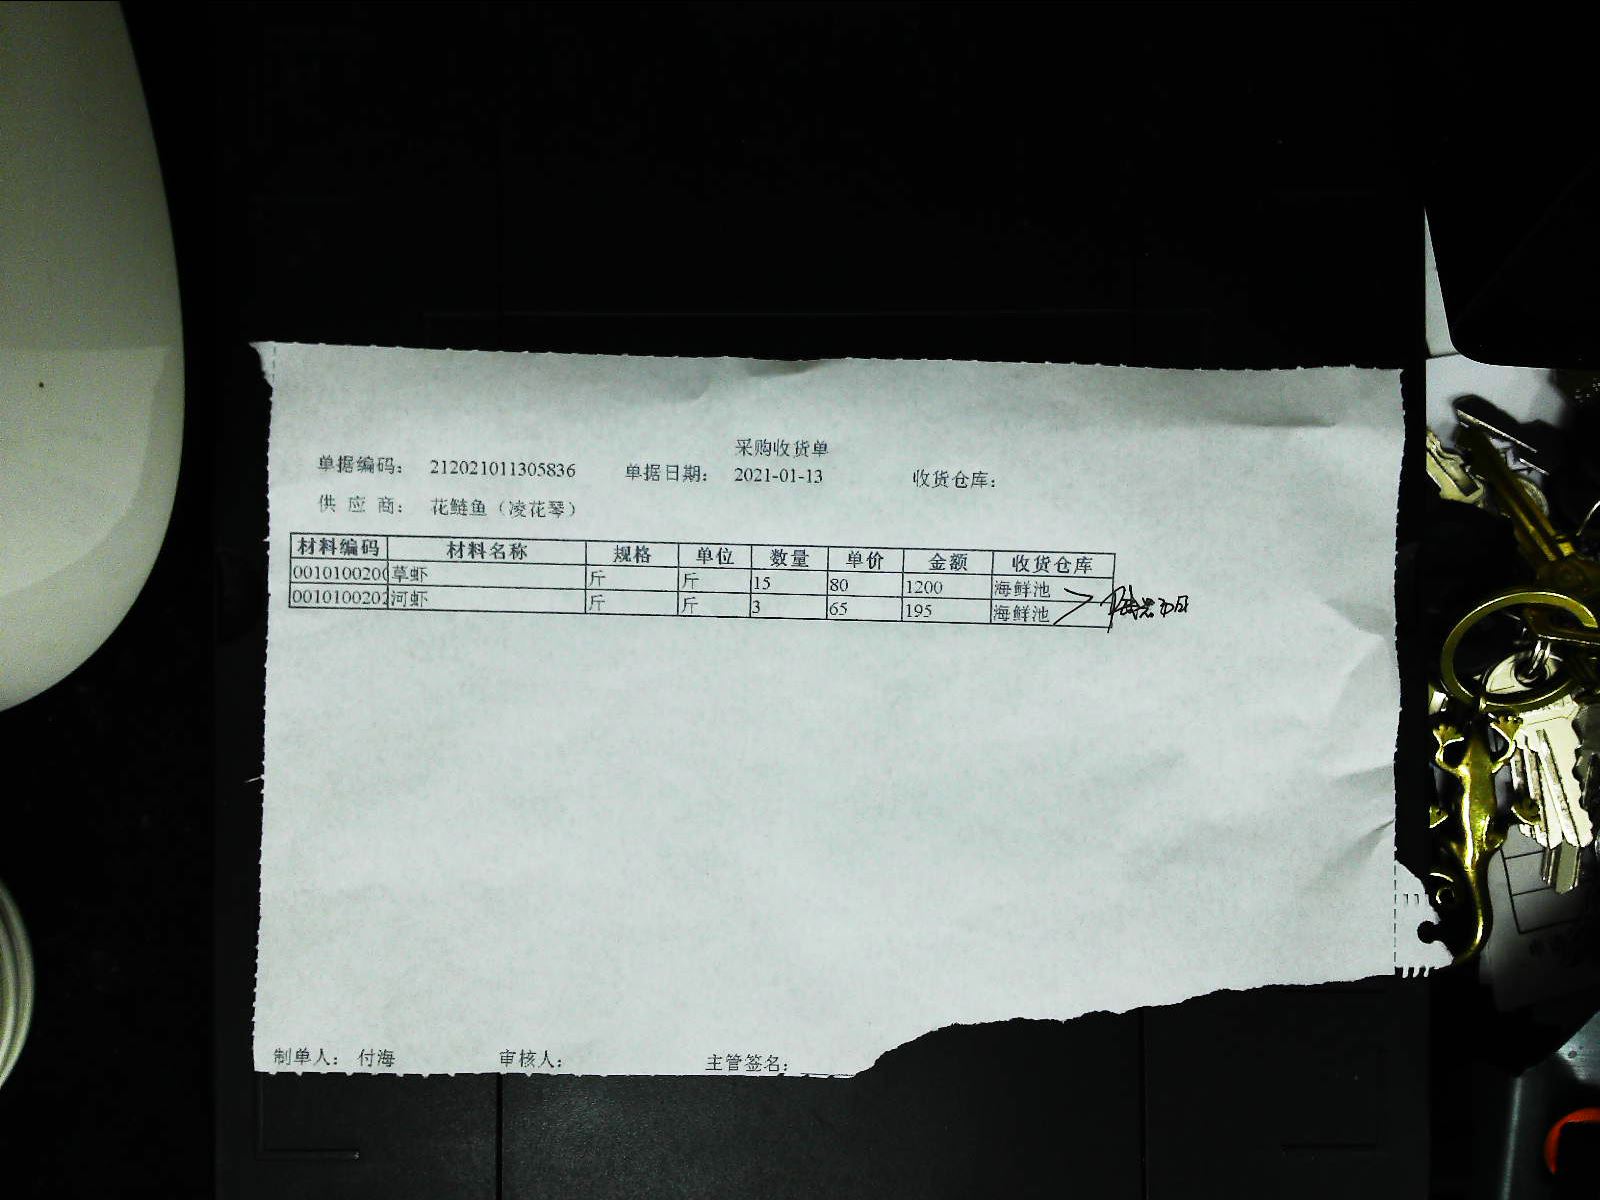 采购收货单
单据编码： 212021011305836 单据日期： 2021-01-13 收货仓库：
供 应 商： 花鲢鱼（凌花琴）
材料编码 材料名称 规格 单位 数量 单价 金额 收货仓库
0010100200 草虾 斤 斤 15 80 1200 海鲜池
0010100202 河虾 斤 斤 3 65 195 海鲜池
制单人： 付海 审核人： 主管签名：